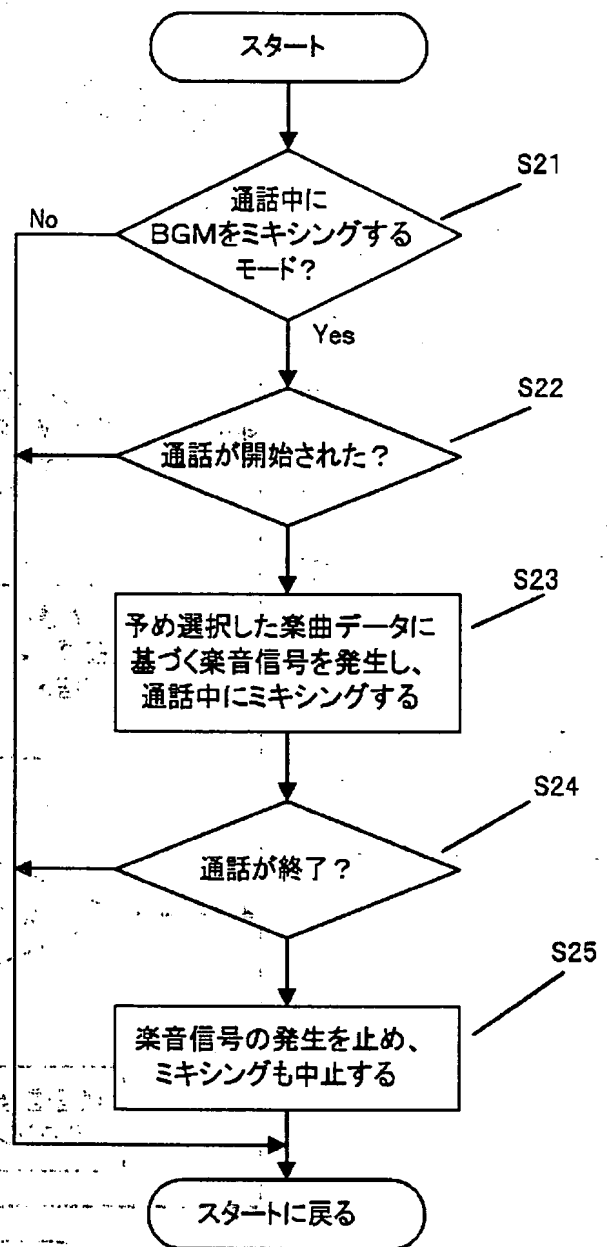 スタート
S21
通話中に
BGMをミキシングする
モード?
No
Yes
S22
通話が開始された?
S23
予め選択した楽曲データに
基づく楽音信号を発生し、
通話中にミキシングする
S24
通話が終了?
S25
楽音信号の発生を止め、
ミキシングも中止する
スタートに戻る